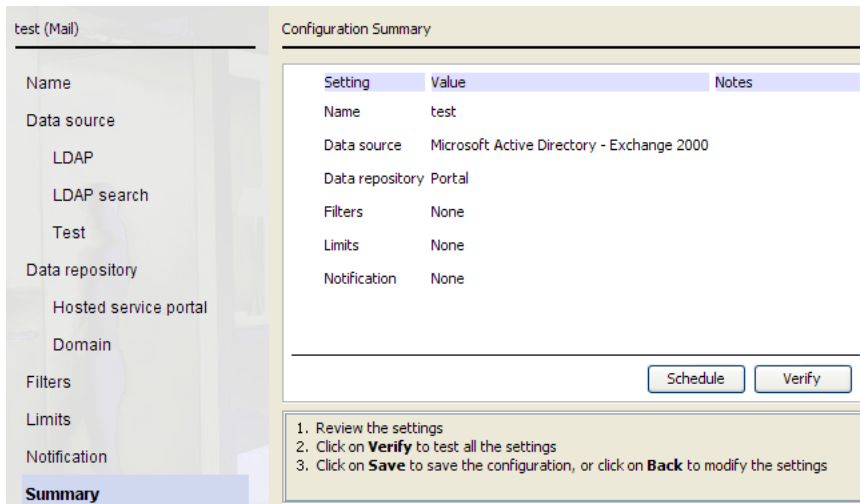 test (Mail)
Name
Data source
LDAP
LDAP search
Test
Data repository
Hosted service portal
Domain
Filters
Limits
Notification
Summary
Configuration Summary
Setting Value Notes
Name test
Data source Microsoft Active Directory - Exchange 2000
Data repository Portal
Filters None
Limits None
Notification None
Schedule Verify
1. Review the settings
2. Click on Verify to test all the settings
3. Click on Save to save the configuration, or click on Back to modify the settings